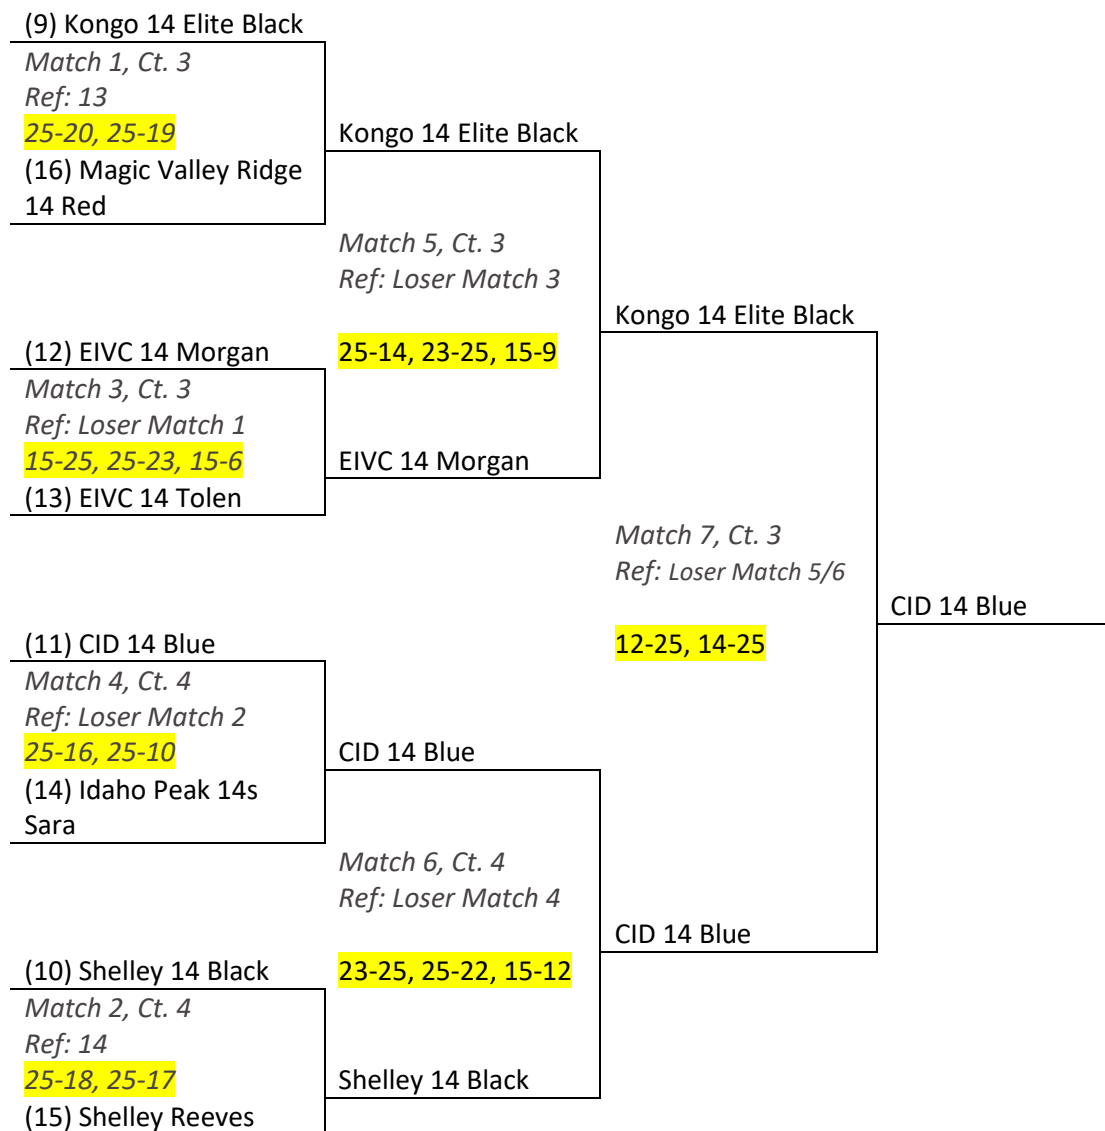 (9) Kongo 14 Elite Black
Match 1, Ct. 3
Ref: 13
25-20, 25-19
(16) Magic Valley Ridge
14 Red
Kongo 14 Elite Black
Match 5, Ct. 3
Ref: Loser Match 3
25-14, 23-25, 15-9
Kongo 14 Elite Black
(12) EIVC 14 Morgan
Match 3, Ct. 3
Ref: Loser Match 1
15-25, 25-23, 15-6
(13) EIVC 14 Tolen
EIVC 14 Morgan
Match 7, Ct. 3
Ref: Loser Match 5/6
12-25, 14-25
CID 14 Blue
(11) CID 14 Blue
Match 4, Ct. 4
Ref: Loser Match 2
25-16, 25-10
(14) Idaho Peak 14s
Sara
CID 14 Blue
Match 6, Ct. 4
Ref: Loser Match 4
23-25, 25-22, 15-12
CID 14 Blue
(10) Shelley 14 Black
Match 2, Ct. 4
Ref: 14
25-18, 25-17
(15) Shelley Reeves
Shelley 14 Black